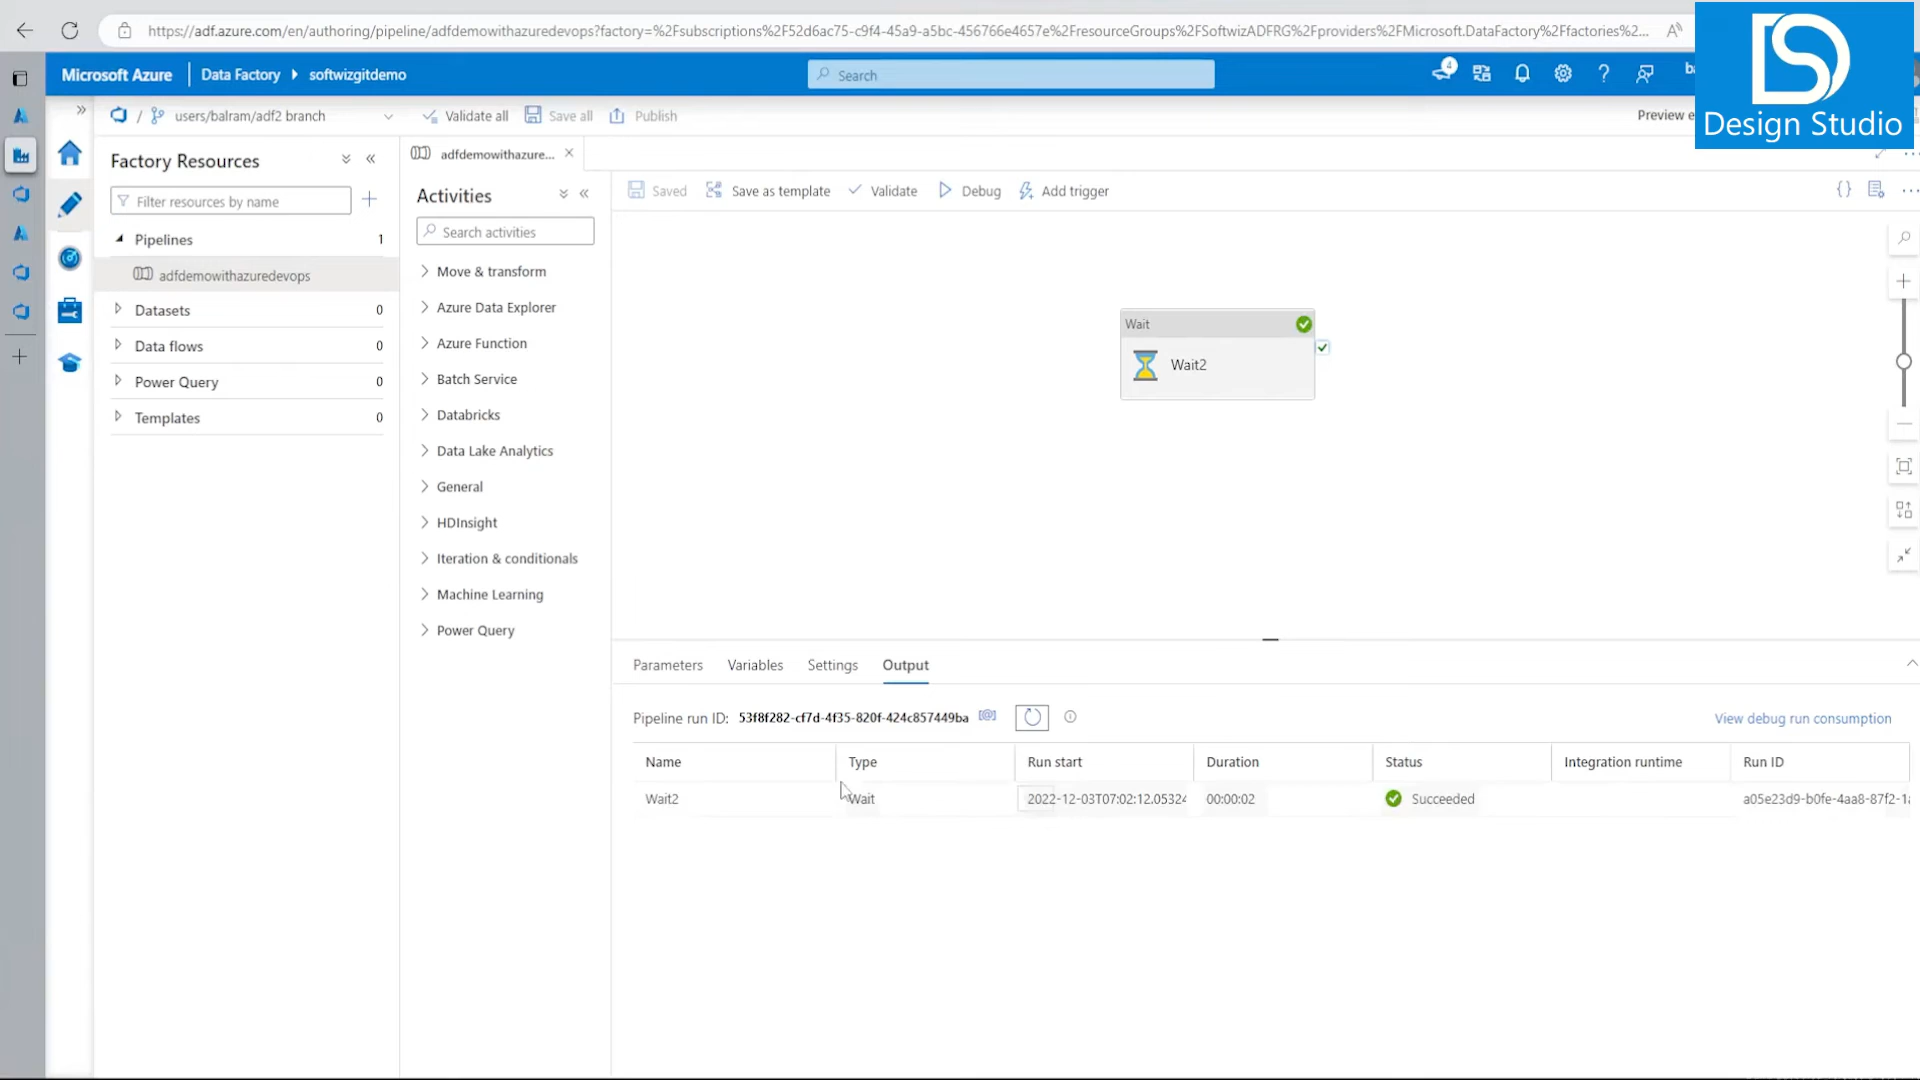 https://adf.azure.com/en/authoring/pipeline/adfdemowithazuredevops?factory=%2Fsubscriptions%2F52d6ac75-c9f4-45a9-a5bc-456766e4657e%2FresourceGroups%2FSoftwizADFRG%2Fproviders%2FMicrosoft.DataFactory%2Ffactories%2...
Design Studio
Microsoft Azure
Data Factory
softwizgitdemo
Search
4
/ users/balram/adf2 branch
Validate all
Save all
Publish
Preview
Factory Resources
Filter resources by name
Pipelines 1
adfdemowithazuredevops
Datasets 0
Data flows 0
Power Query 0
Templates 0
adfdemowithazure...
Activities
Search activities
Move & transform
Azure Data Explorer
Azure Function
Batch Service
Databricks
Data Lake Analytics
General
HDInsight
Iteration & conditionals
Machine Learning
Power Query
Saved
Save as template
Validate
Debug
Add trigger
Wait
Wait2
Parameters
Variables
Settings
Output
Pipeline run ID: 53f8f282-cf7d-4f35-820f-424c857449ba
View debug run consumption
Name Type Run start Duration Status Integration runtime Run ID
Wait2 Wait 2022-12-03T07:02:12.05324 00:00:02 Succeeded a05e23d9-b0fe-4aa8-87f2-1